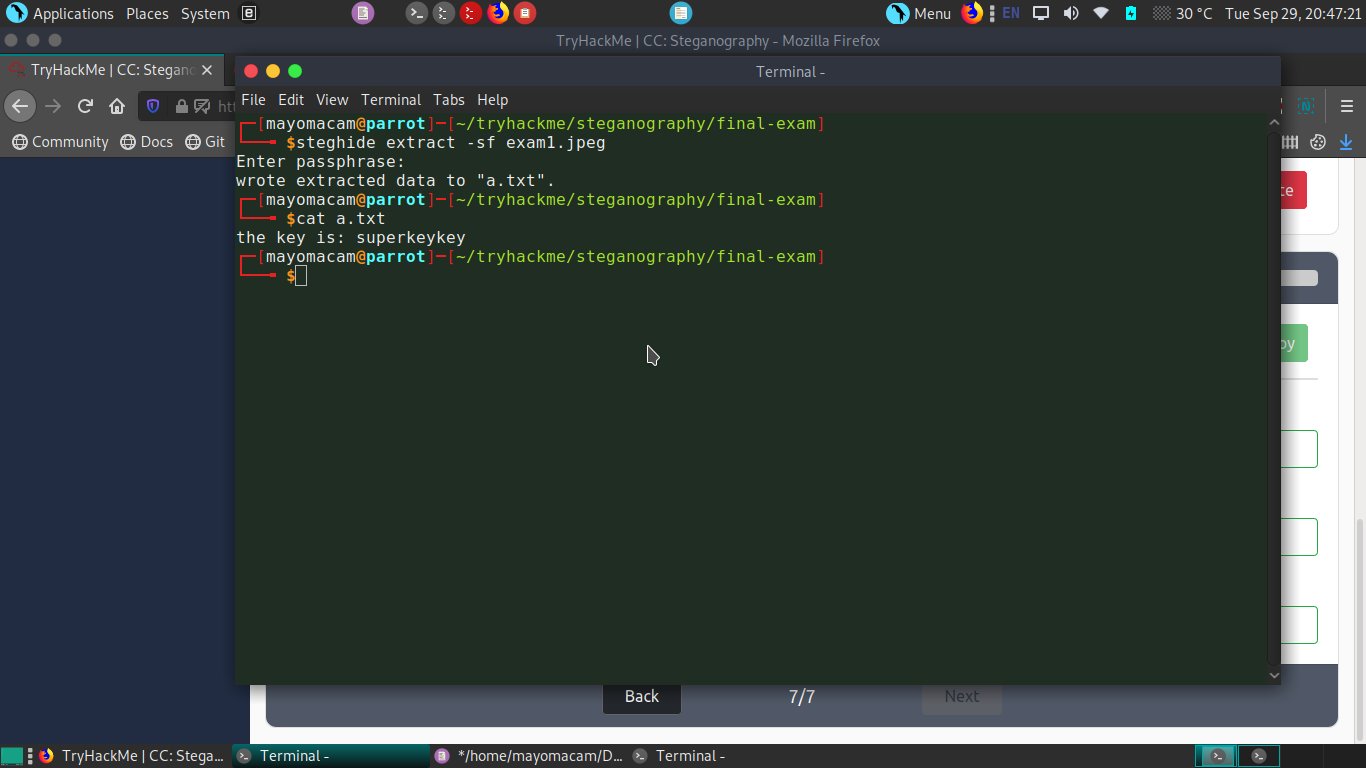 Applications Places System Menu EN 30 °C Tue Sep 29, 20:47:21
TryHackMe | CC: Steganography - Mozilla Firefox
TryHackMe | CC: Stegano
Terminal -
File Edit View Terminal Tabs Help
Community Docs Git
┌─[mayomacam@parrot]─[~/tryhackme/steganography/final-exam]
└──╼ $steghide extract -sf exam1.jpeg
Enter passphrase:
wrote extracted data to "a.txt".
┌─[mayomacam@parrot]─[~/tryhackme/steganography/final-exam]
└──╼ $cat a.txt
the key is: superkeykey
┌─[mayomacam@parrot]─[~/tryhackme/steganography/final-exam]
└──╼ $
Back 7/7 Next
TryHackMe | CC: Stega... Terminal - */home/mayomacam/D... Terminal -